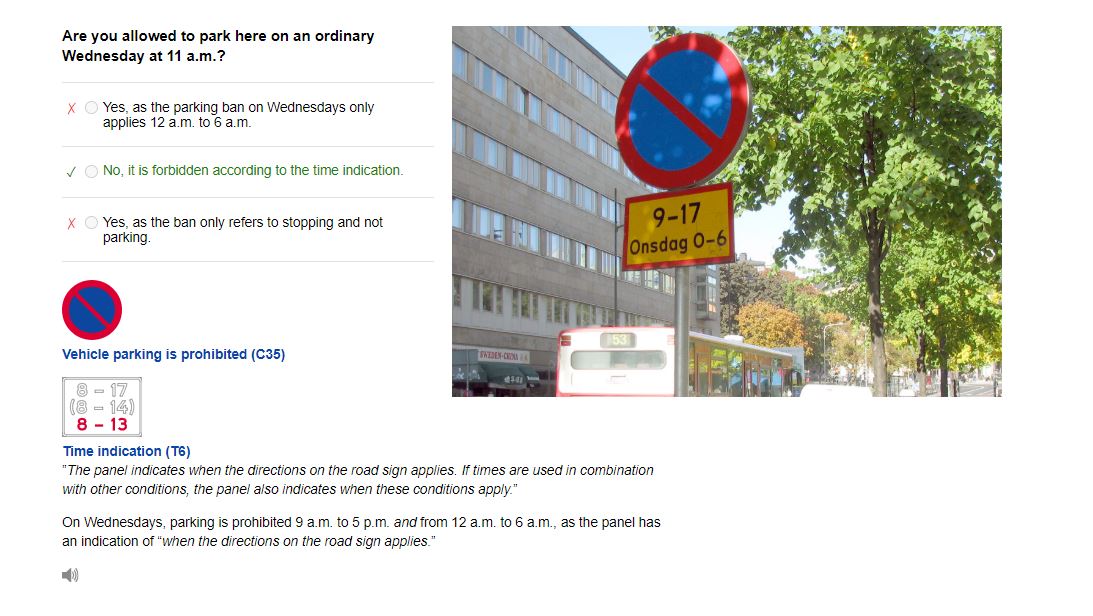 Are you allowed to park here on an ordinary
Wednesday at 11 a.m.?
Yes, as the parking ban on Wednesdays only
applies 12 a.m. to 6 a.m.
No, it is forbidden according to the time indication.
Yes, as the ban only refers to stopping and not
parking.
9-17
Onsdag 0-6
53
SWEDEN-CHINA
Vehicle parking is prohibited (C35)
8 – 17
(8 – 14)
8 – 13
Time indication (T6)
"The panel indicates when the directions on the road sign applies. If times are used in combination
with other conditions, the panel also indicates when these conditions apply."
On Wednesdays, parking is prohibited 9 a.m. to 5 p.m. and from 12 a.m. to 6 a.m., as the panel has
an indication of “when the directions on the road sign applies.”